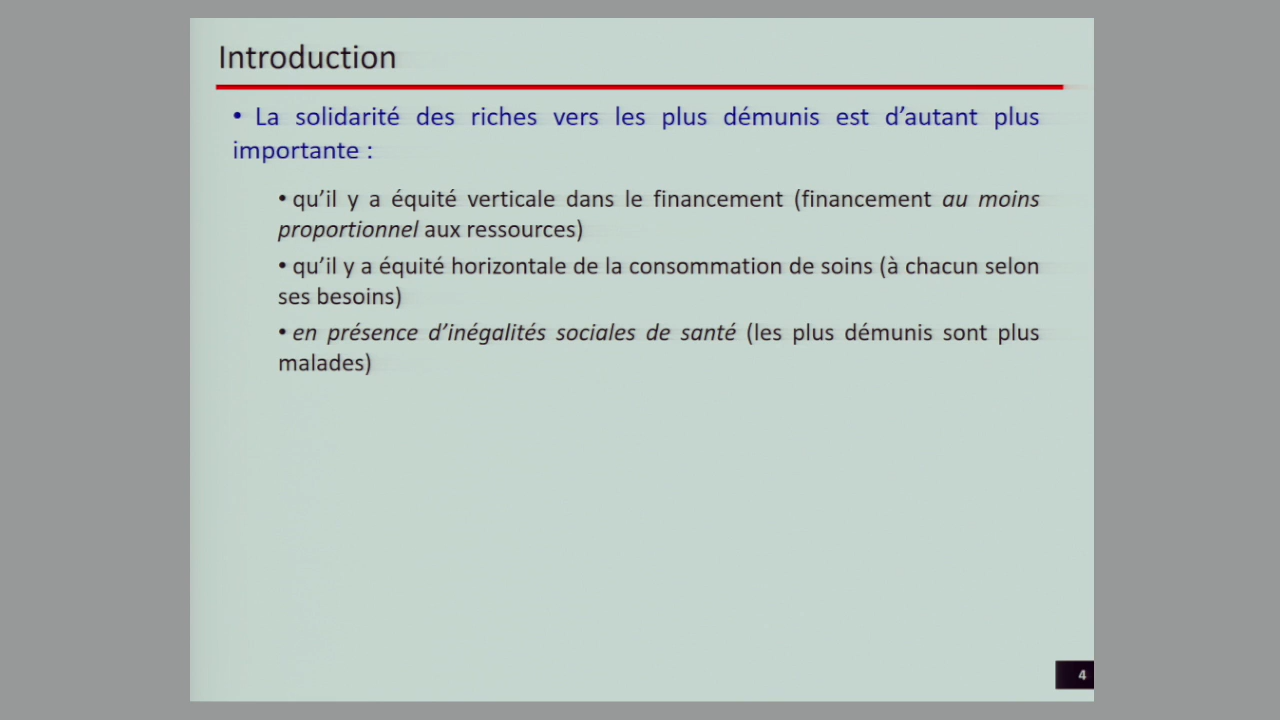 Introduction
• La solidarité des riches vers les plus démunis est d’autant plus
importante :
• qu’il y a équité verticale dans le financement (financement au moins
proportionnel aux ressources)
• qu’il y a équité horizontale de la consommation de soins (à chacun selon
ses besoins)
• en présence d’inégalités sociales de santé (les plus démunis sont plus
malades)
4